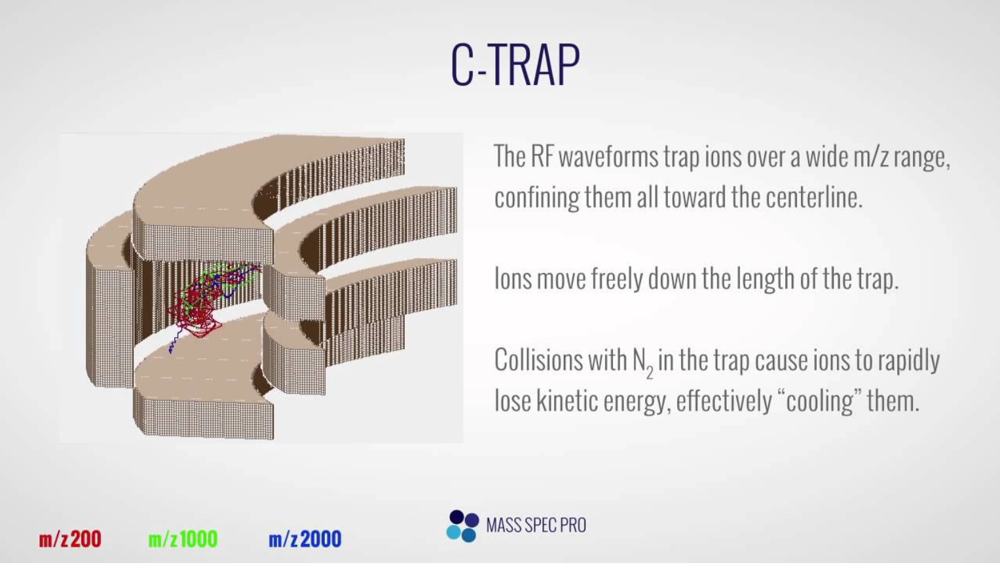 C-TRAP
The RF waveforms trap ions over a wide m/z range,
confining them all toward the centerline.
Ions move freely down the length of the trap.
Collisions with N₂ in the trap cause ions to rapidly
lose kinetic energy, effectively “cooling” them.
m/z 200 m/z 1000 m/z 2000
MASS SPEC PRO